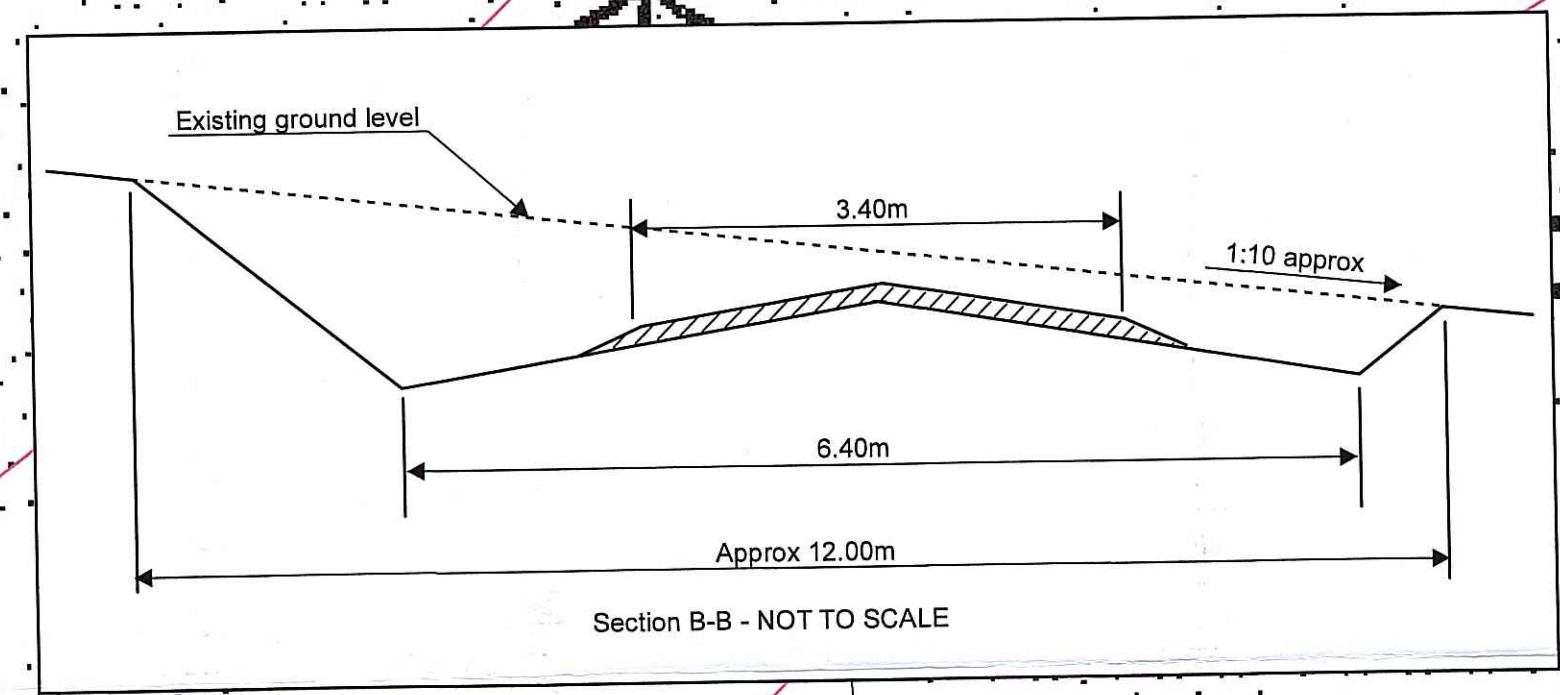 Existing ground level
3.40m
1:10 approx
6.40m
Approx 12.00m
Section B-B - NOT TO SCALE